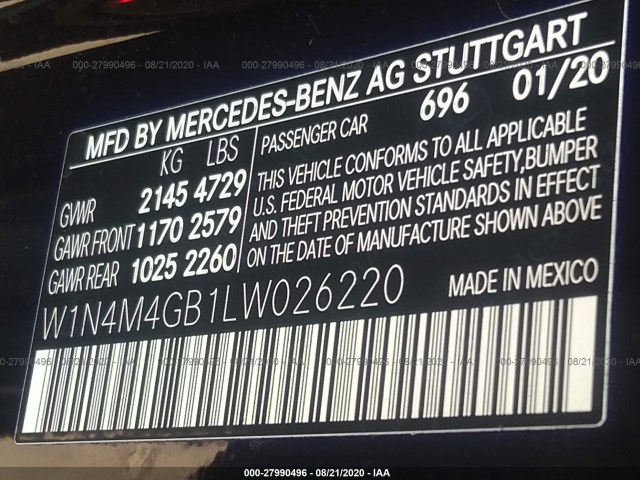 000-27990496 - 08/21/2020 - IAA
MFD BY MERCEDES-BENZ AG STUTTGART
KG LBS
GVWR 2145 4729
GAWR FRONT 1170 2579
GAWR REAR 1025 2260
PASSENGER CAR 696 01/20
THIS VEHICLE CONFORMS TO ALL APPLICABLE
U.S. FEDERAL MOTOR VEHICLE SAFETY, BUMPER
AND THEFT PREVENTION STANDARDS IN EFFECT
ON THE DATE OF MANUFACTURE SHOWN ABOVE
W1N4M4GB1LW026220
MADE IN MEXICO
000-27990496 - 08/21/2020 - IAA